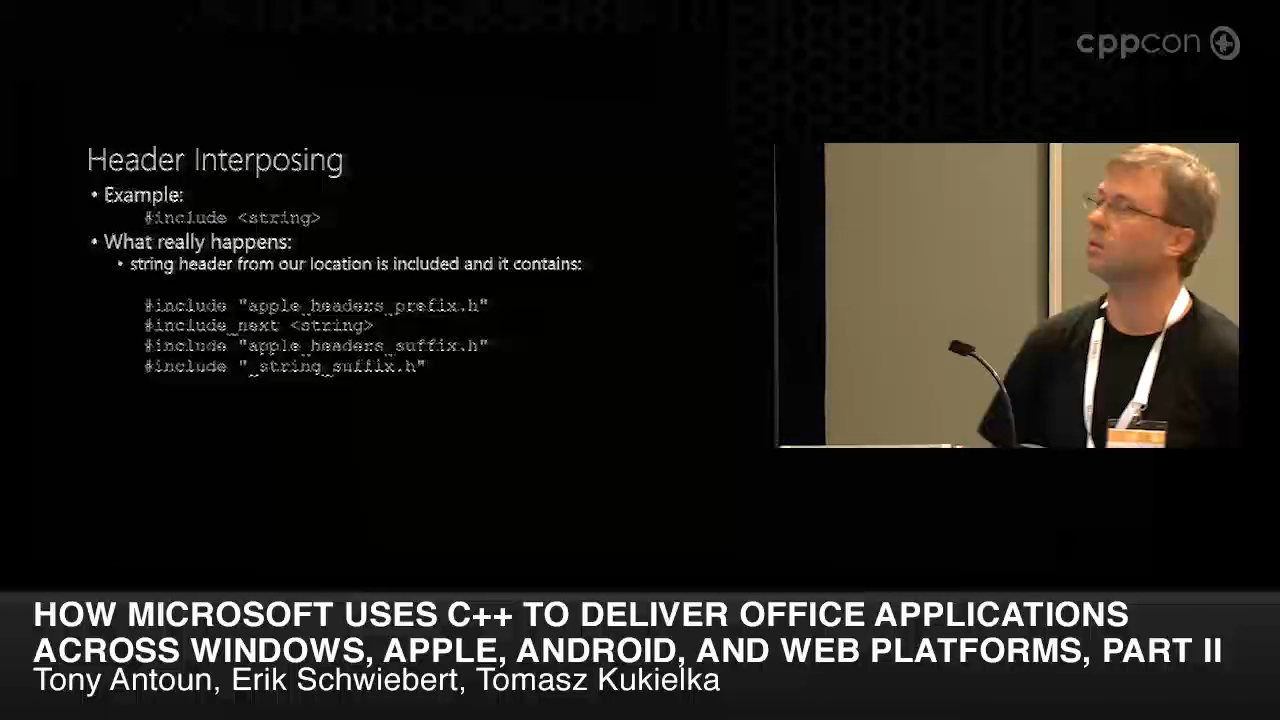 cppcon
Header Interposing
• Example:
#include <string>
• What really happens:
• string header from our location is included and it contains:
#include "apple_headers_prefix.h"
#include_next <string>
#include "apple_headers_suffix.h"
#include "_string_suffix.h"
HOW MICROSOFT USES C++ TO DELIVER OFFICE APPLICATIONS
ACROSS WINDOWS, APPLE, ANDROID, AND WEB PLATFORMS, PART II
Tony Antoun, Erik Schwiebert, Tomasz Kukielka